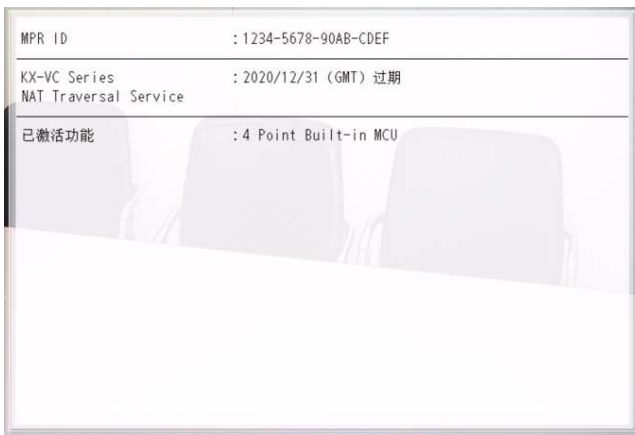 MPR ID : 1234-5678-90AB-CDEF
KX-VC Series : 2020/12/31 (GMT) 过期
NAT Traversal Service
已激活功能 : 4 Point Built-in MCU